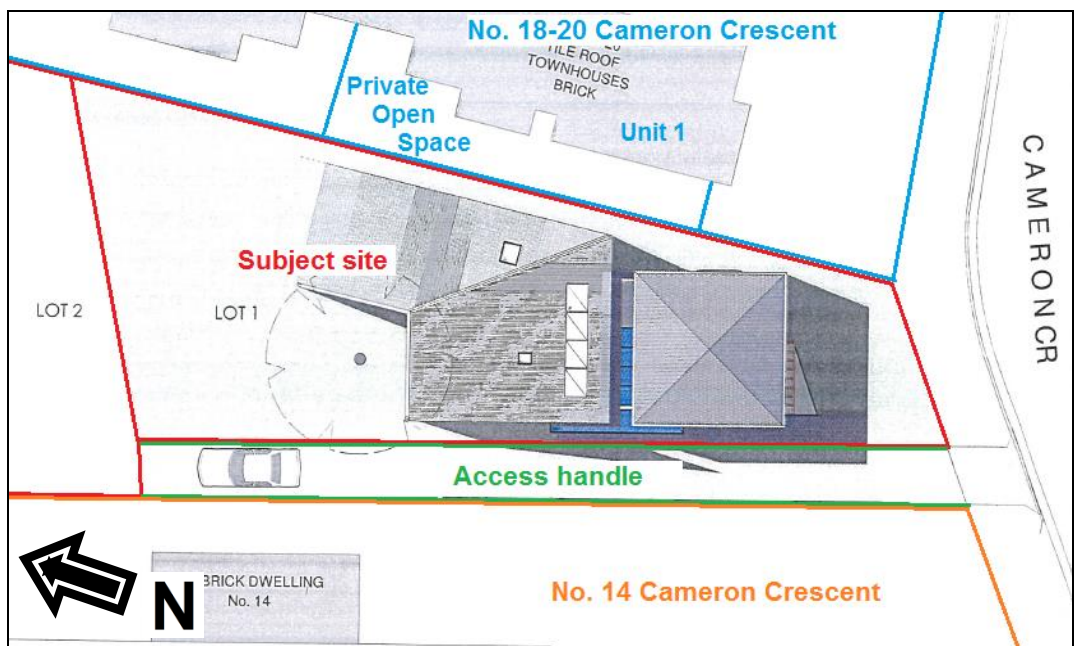 No. 18-20 Cameron Crescent
TILE ROOF
TOWNHOUSES
BRICK
Private
Open
Space
Unit 1
CAMERON CR
Subject site
LOT 2
LOT 1
Access handle
BRICK DWELLING
No. 14
N
No. 14 Cameron Crescent